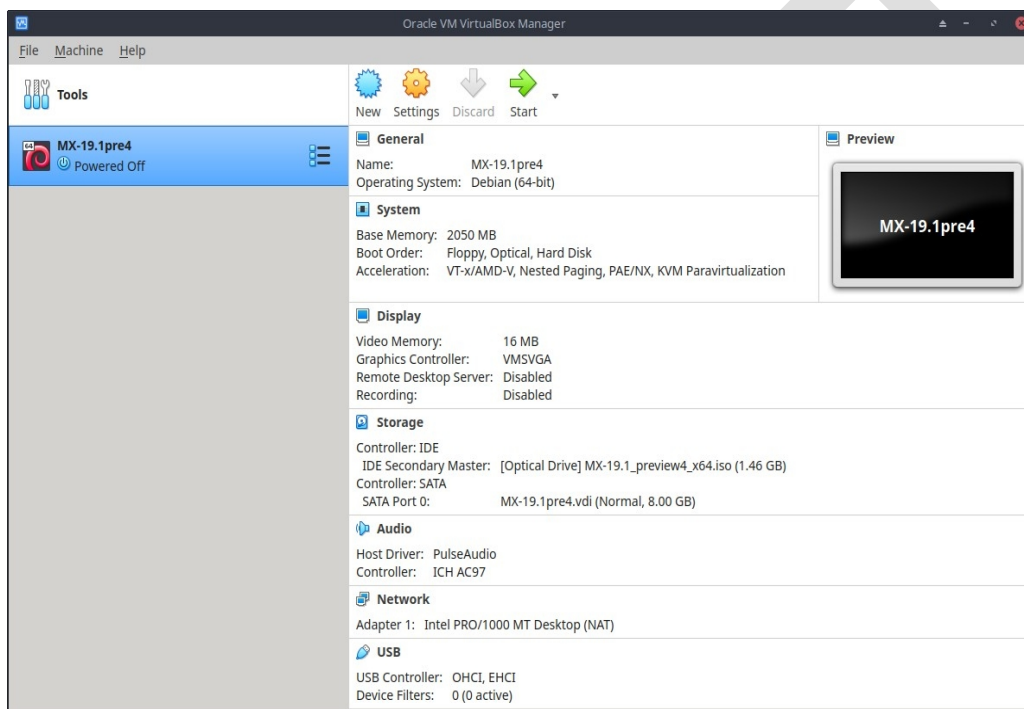 Oracle VM VirtualBox Manager
File Machine Help
Tools
New Settings Discard Start
64
MX-19.1pre4
Powered Off
General
Name: MX-19.1pre4
Operating System: Debian (64-bit)
Preview
MX-19.1pre4
System
Base Memory: 2050 MB
Boot Order: Floppy, Optical, Hard Disk
Acceleration: VT-x/AMD-V, Nested Paging, PAE/NX, KVM Paravirtualization
Display
Video Memory: 16 MB
Graphics Controller: VMSVGA
Remote Desktop Server: Disabled
Recording: Disabled
Storage
Controller: IDE
IDE Secondary Master: [Optical Drive] MX-19.1_preview4_x64.iso (1.46 GB)
Controller: SATA
SATA Port 0: MX-19.1pre4.vdi (Normal, 8.00 GB)
Audio
Host Driver: PulseAudio
Controller: ICH AC97
Network
Adapter 1: Intel PRO/1000 MT Desktop (NAT)
USB
USB Controller: OHCI, EHCI
Device Filters: 0 (0 active)